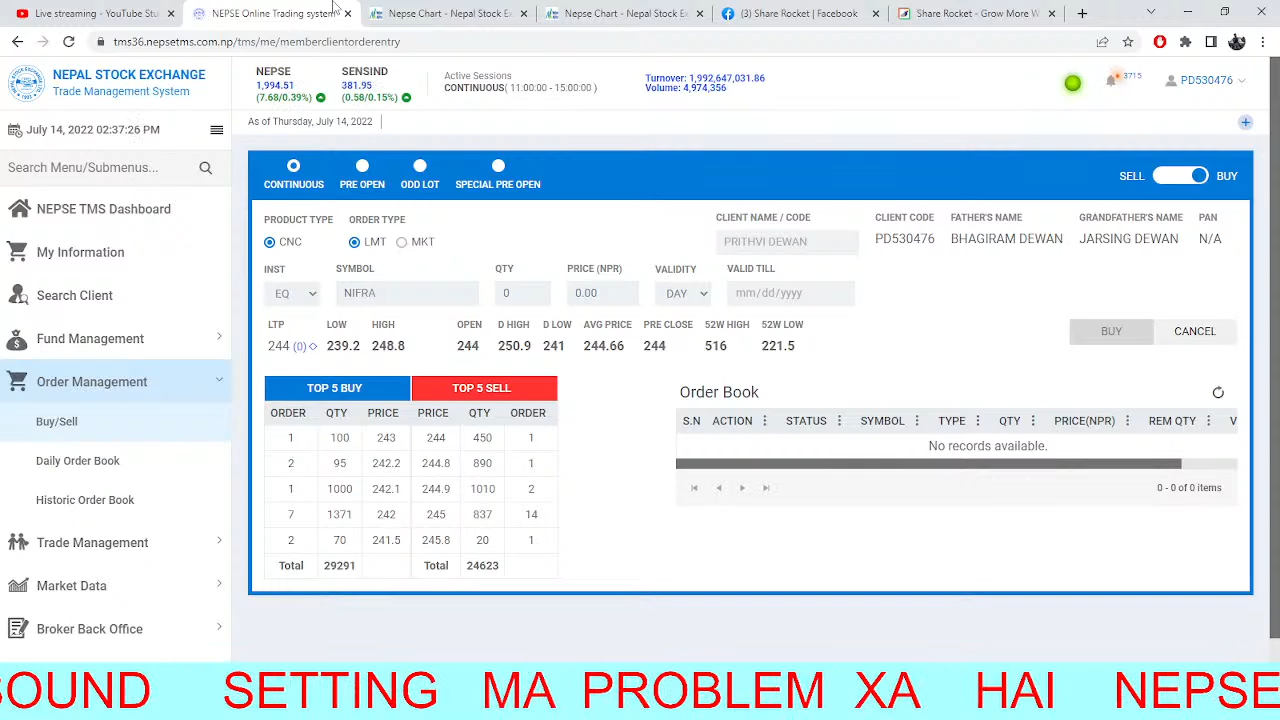 Live streaming - YouTube Stu
NEPSE Online Trading system
Nepse Chart - Nepal Stock Ex
Nepse Chart - Nepal Stock Ex
(3) Share Rocket | Facebook
Share Rocket - Grow More W
tms36.nepsetms.com.np/tms/me/memberclientorderentry
NEPAL STOCK EXCHANGE
Trade Management System
NEPSE
1,994.51
(7.68/0.39%)
SENSIND
381.95
(0.58/0.15%)
Active Sessions
CONTINUOUS( 11:00:00 - 15:00:00 )
Turnover: 1,992,647,031.86
Volume: 4,974,356
3715
PD530476
July 14, 2022 02:37:26 PM
As of Thursday, July 14, 2022
Search Menu/Submenus...
NEPSE TMS Dashboard
My Information
Search Client
Fund Management
Order Management
Buy/Sell
Daily Order Book
Historic Order Book
Trade Management
Market Data
Broker Back Office
CONTINUOUS PRE OPEN ODD LOT SPECIAL PRE OPEN
SELL BUY
PRODUCT TYPE ORDER TYPE
CNC LMT MKT
CLIENT NAME / CODE CLIENT CODE FATHER'S NAME GRANDFATHER'S NAME PAN
PRITHVI DEWAN PD530476 BHAGIRAM DEWAN JARSING DEWAN N/A
INST SYMBOL QTY PRICE (NPR) VALIDITY VALID TILL
EQ NIFRA 0 0.00 DAY mm/dd/yyyy
LTP LOW HIGH OPEN D HIGH D LOW AVG PRICE PRE CLOSE 52W HIGH 52W LOW
244 (0) 239.2 248.8 244 250.9 241 244.66 244 516 221.5
BUY CANCEL
TOP 5 BUY TOP 5 SELL
ORDER QTY PRICE PRICE QTY ORDER
1 100 243 244 450 1
2 95 242.2 244.8 890 1
1 1000 242.1 244.9 1010 2
7 1371 242 245 837 14
2 70 241.5 245.8 20 1
Total 29291 Total 24623
Order Book
S.N ACTION STATUS SYMBOL TYPE QTY PRICE(NPR) REM QTY V
No records available.
0 - 0 of 0 items
SOUND SETTING MA PROBLEM XA HAI NEPSE